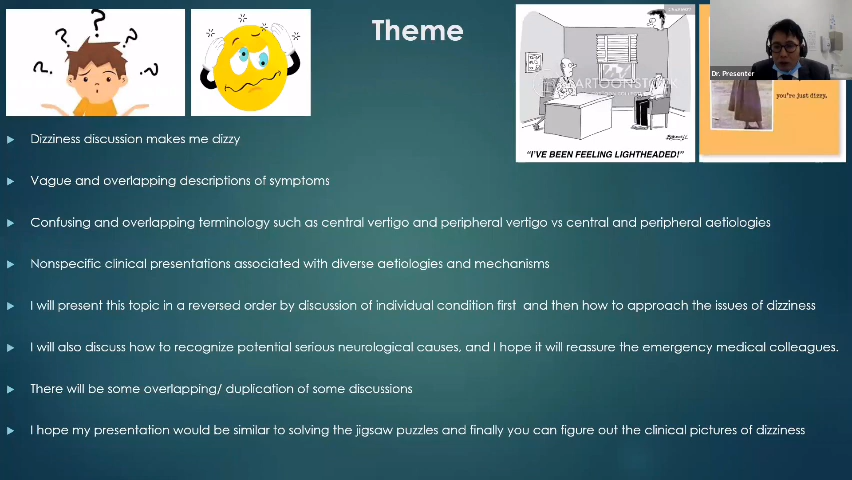 Theme
? ? ? ? ? ?
CARTOONSTOCK
"I'VE BEEN FEELING LIGHTHEADED!"
Dr. Presenter
you're just dizzy,
Dizziness discussion makes me dizzy
Vague and overlapping descriptions of symptoms
Confusing and overlapping terminology such as central vertigo and peripheral vertigo vs central and peripheral aetiologies
Nonspecific clinical presentations associated with diverse aetiologies and mechanisms
I will present this topic in a reversed order by discussion of individual condition first and then how to approach the issues of dizziness
I will also discuss how to recognize potential serious neurological causes, and I hope it will reassure the emergency medical colleagues.
There will be some overlapping/ duplication of some discussions
I hope my presentation would be similar to solving the jigsaw puzzles and finally you can figure out the clinical pictures of dizziness